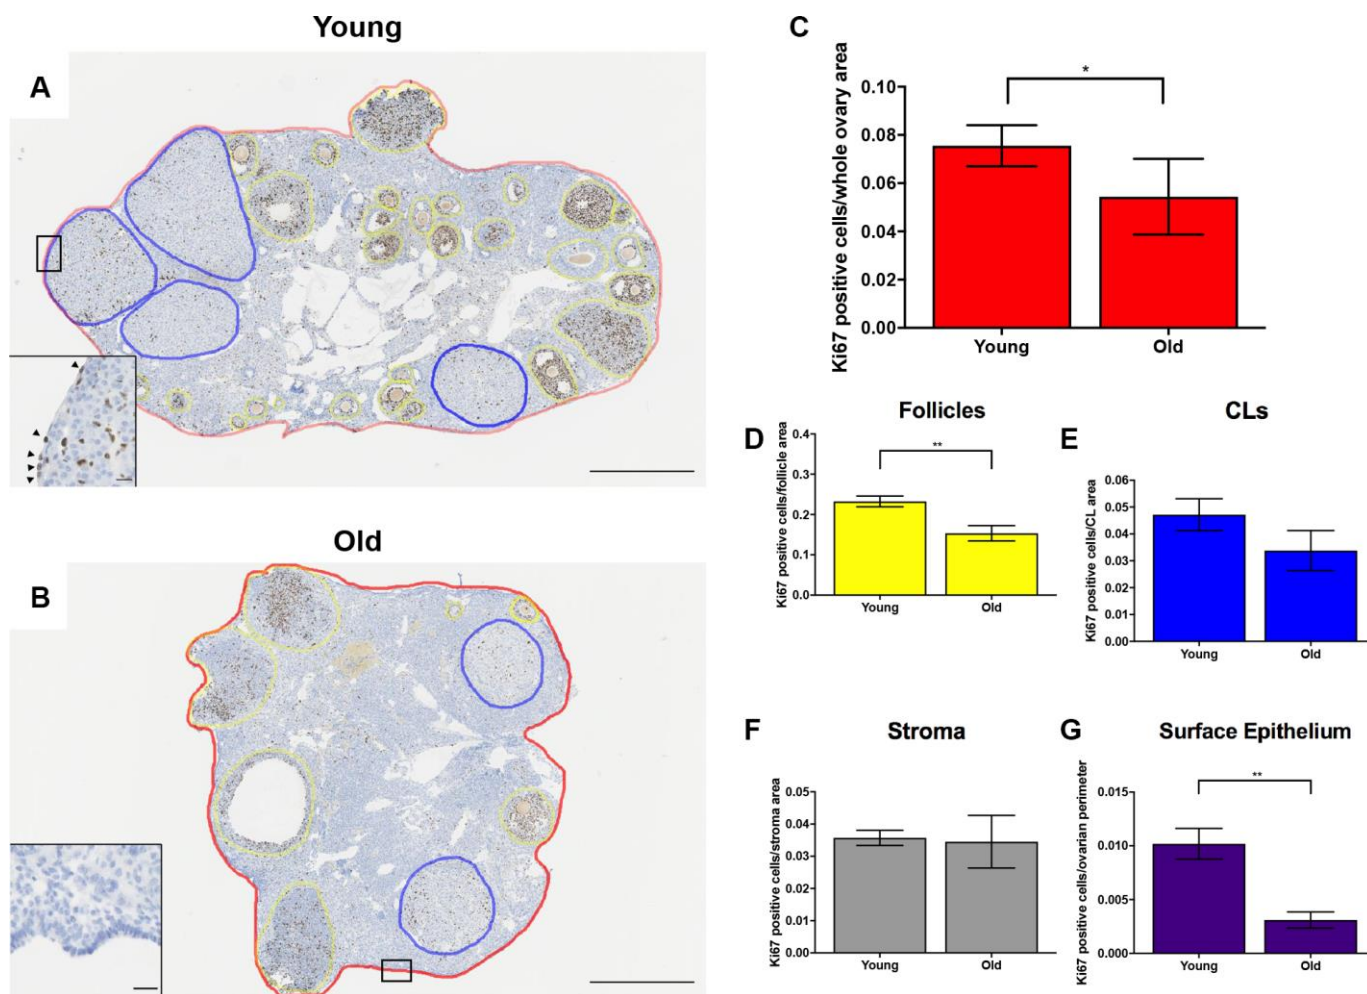 Young
A
Old
B
C
Ki67 positive cells/whole ovary area
0.10
0.08
0.06
0.04
0.02
0.00
*
Young Old
D
Follicles
Ki67 positive cells/follicle area
0.4
0.3
0.2
0.1
0.0
**
Young Old
E
CLs
Ki67 positive cells/CL area
0.06
0.05
0.04
0.03
0.02
0.01
0.00
Young Old
F
Stroma
Ki67 positive cells/stroma area
0.05
0.04
0.03
0.02
0.01
0.00
Young Old
G
Surface Epithelium
Ki67 positive cells/ovarian perimeter
0.015
0.010
0.005
0.000
**
Young Old